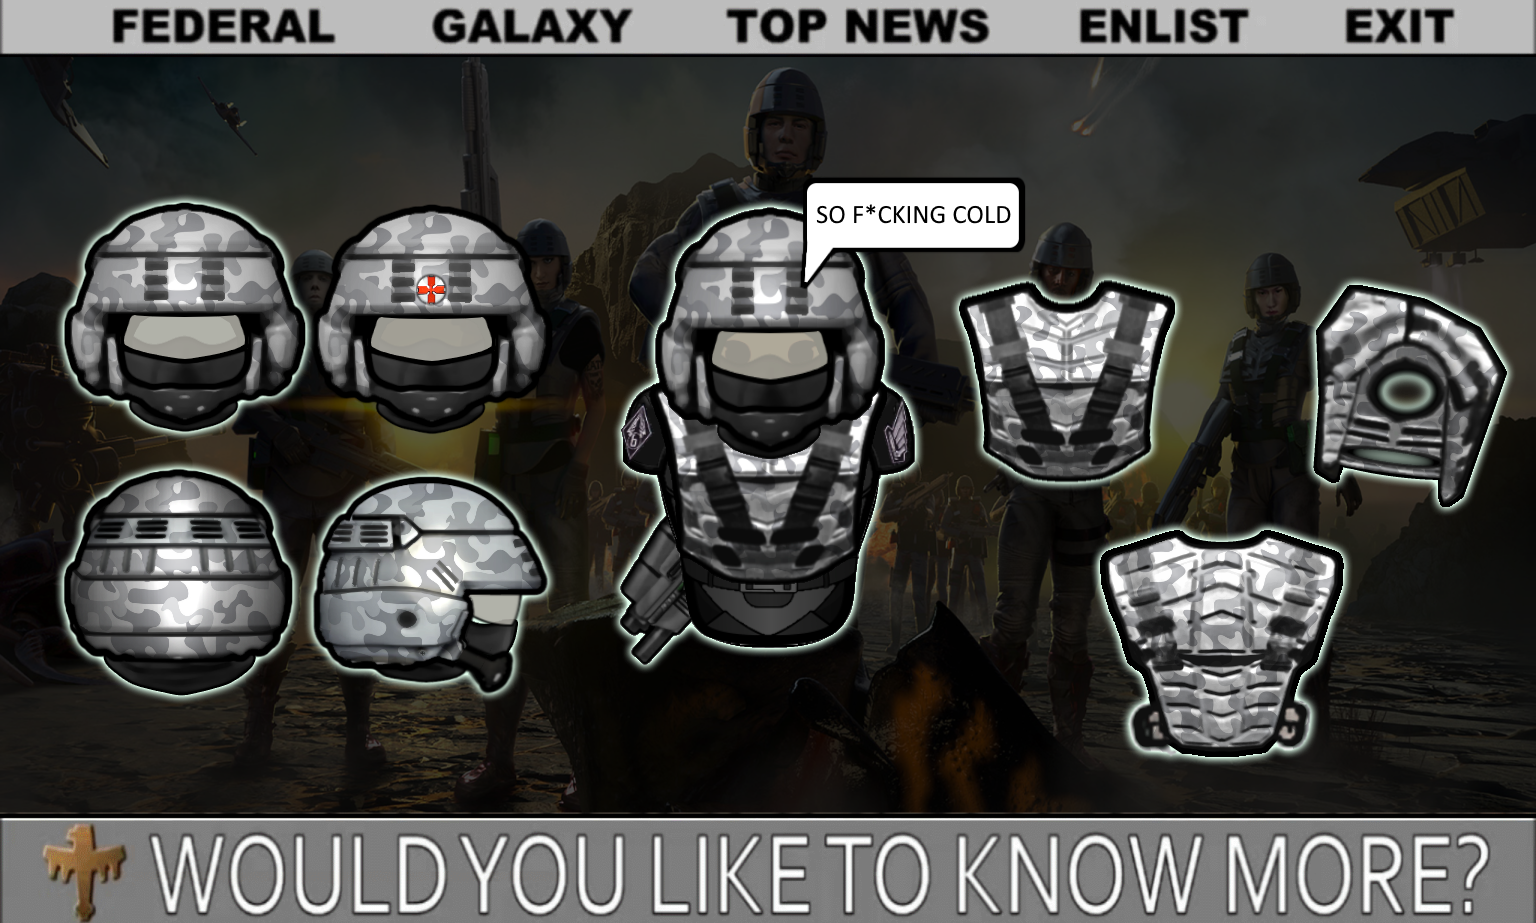 FEDERAL GALAXY TOP NEWS ENLIST EXIT
SO F*CKING COLD
WOULD YOU LIKE TO KNOW MORE?